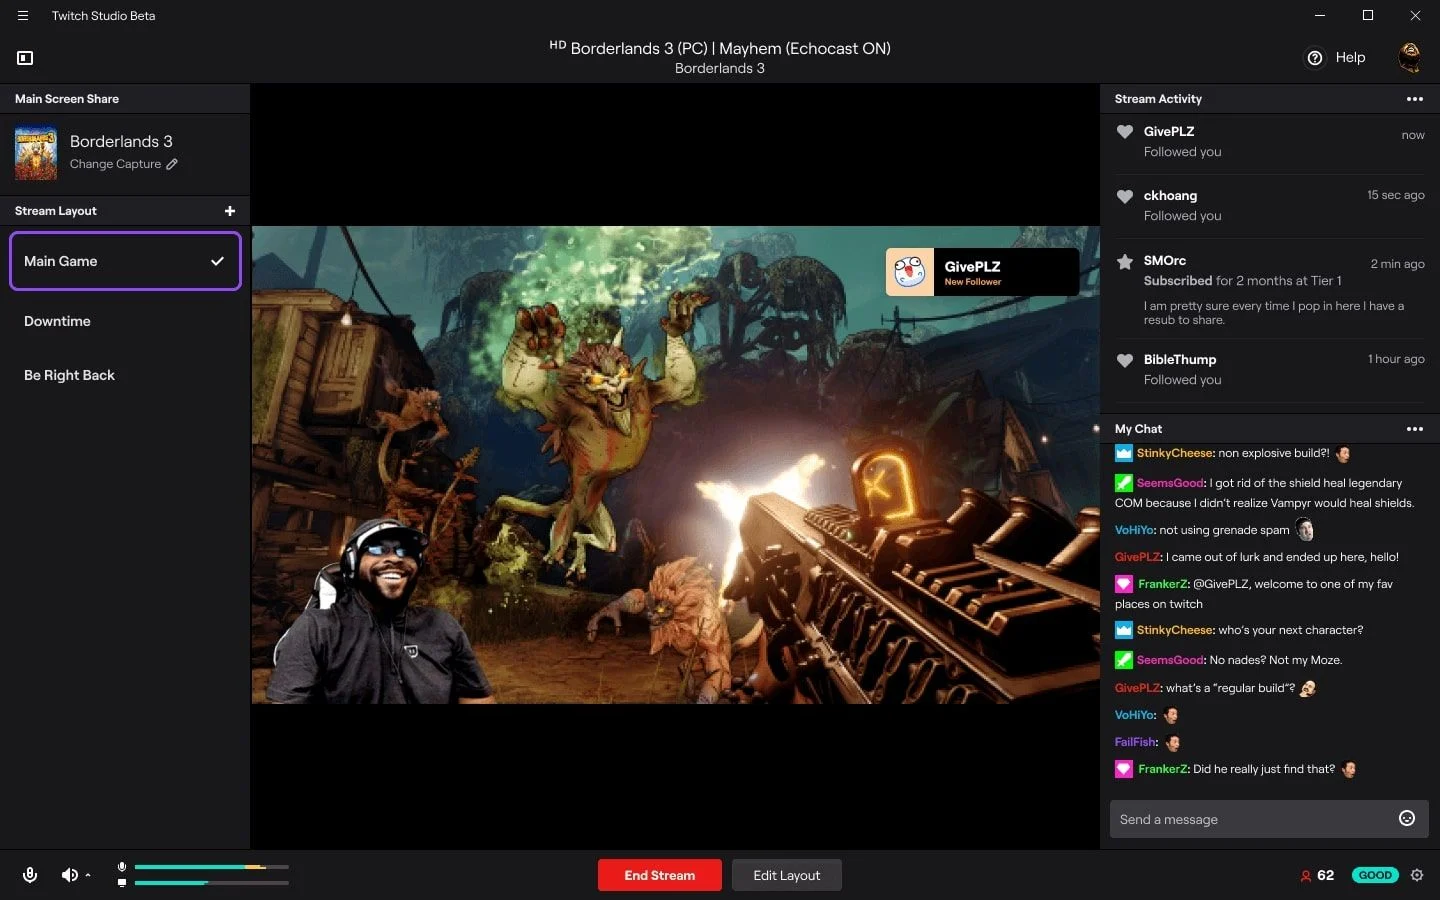 Twitch Studio Beta
HD Borderlands 3 (PC) | Mayhem (Echocast ON)
Borderlands 3
Help
Main Screen Share
Borderlands 3
Change Capture
Stream Layout
Main Game
Downtime
Be Right Back
BORDERLANDS 3
GivePLZ
New Follower
Stream Activity
GivePLZ
now
Followed you
ckhoang
15 sec ago
Followed you
SMOrc
2 min ago
Subscribed for 2 months at Tier 1
I am pretty sure every time I pop in here I have a
resub to share.
BibleThump
1 hour ago
Followed you
My Chat
StinkyCheese: non explosive build?!
SeemsGood: I got rid of the shield heal legendary
COM because I didn't realize Vampyr would heal shields.
VoHiYo: not using grenade spam
GivePLZ: I came out of lurk and ended up here, hello!
FrankerZ: @GivePLZ, welcome to one of my fav
places on twitch
StinkyCheese: who's your next character?
SeemsGood: No nades? Not my Moze.
GivePLZ: what's a "regular build"?
VoHiYo:
FailFish:
FrankerZ: Did he really just find that?
Send a message
End Stream
Edit Layout
62
GOOD